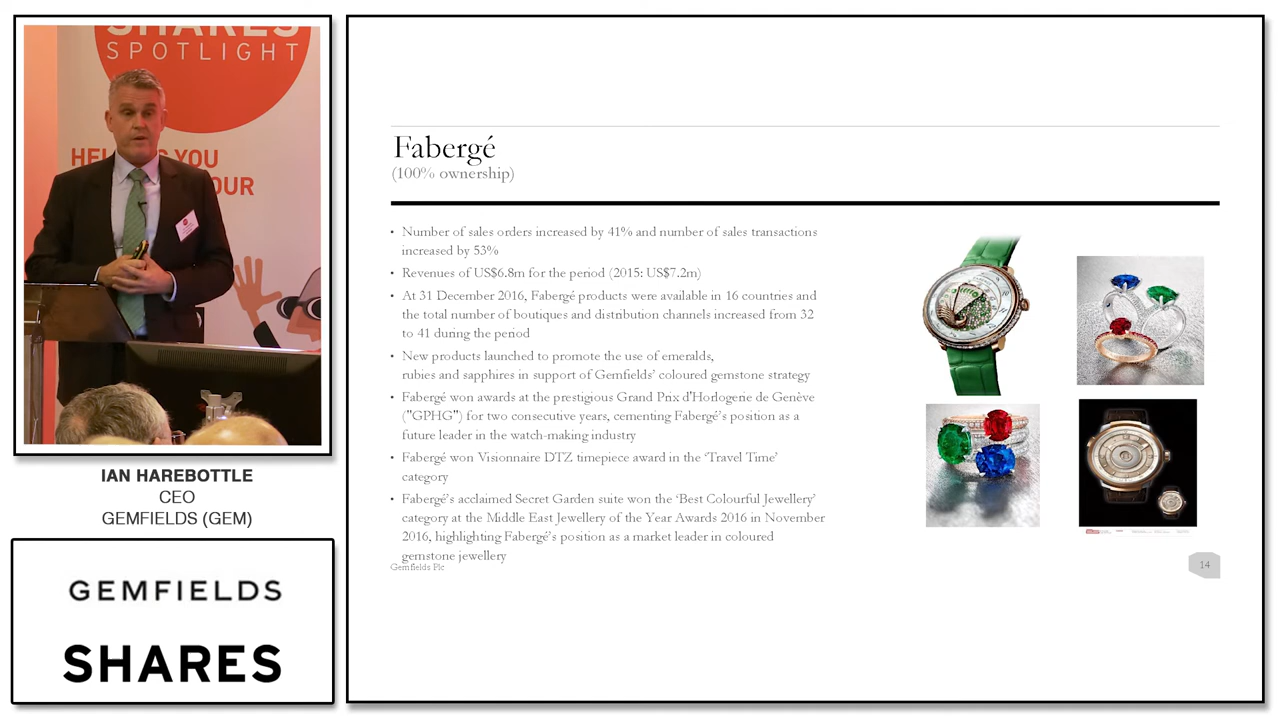 SHARES
SPOTLIGHT
YOU
OUR
IAN HAREBOTTLE
CEO
GEMFIELDS (GEM)
GEMFIELDS
SHARES
Fabergé
(100% ownership)
• Number of sales orders increased by 41% and number of sales transactions
increased by 53%
• Revenues of US$6.8m for the period (2015: US$7.2m)
• At 31 December 2016, Fabergé products were available in 16 countries and
the total number of boutiques and distribution channels increased from 32
to 41 during the period
• New products launched to promote the use of emeralds,
rubies and sapphires in support of Gemfields’ coloured gemstone strategy
• Fabergé won awards at the prestigious Grand Prix d'Horlogerie de Genève
("GPHG") for two consecutive years, cementing Fabergé’s position as a
future leader in the watch-making industry
• Fabergé won Visionnaire DTZ timepiece award in the ‘Travel Time’
category
• Fabergé’s acclaimed Secret Garden suite won the ‘Best Colourful Jewellery’
category at the Middle East Jewellery of the Year Awards 2016 in November
2016, highlighting Fabergé’s position as a market leader in coloured
gemstone jewellery
Gemfields Plc
14